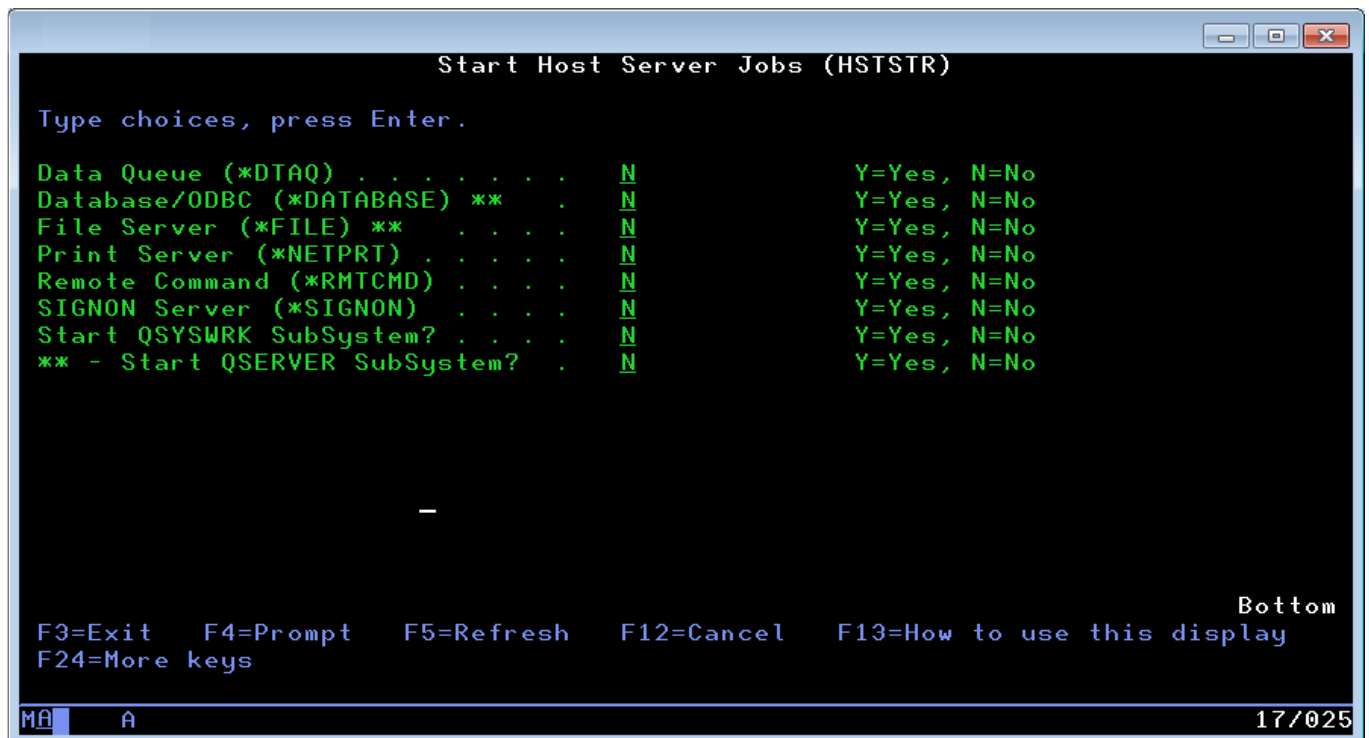 Start Host Server Jobs (HSTSTR)
Type choices, press Enter.
Data Queue (*DTAQ) . . . . . . . N Y=Yes, N=No
Database/ODBC (*DATABASE) ** . N Y=Yes, N=No
File Server (*FILE) ** . . . . N Y=Yes, N=No
Print Server (*NETPRT) . . . . . N Y=Yes, N=No
Remote Command (*RMTCMD) . . . . N Y=Yes, N=No
SIGNON Server (*SIGNON) . . . . N Y=Yes, N=No
Start QSYSWRK SubSystem? . . . . N Y=Yes, N=No
** - Start QSERVER SubSystem? . N Y=Yes, N=No
Bottom
F3=Exit F4=Prompt F5=Refresh F12=Cancel F13=How to use this display
F24=More keys
MA A 17/025